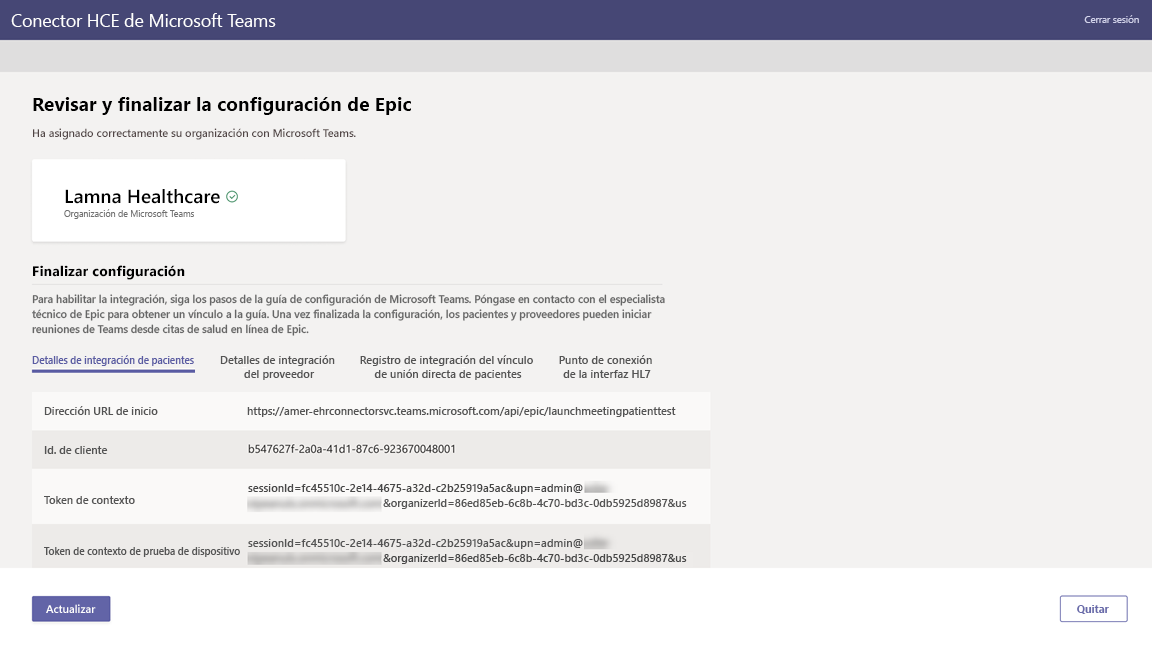 Conector HCE de Microsoft Teams
Cerrar sesión
Revisar y finalizar la configuración de Epic
Ha asignado correctamente su organización con Microsoft Teams.
Lamna Healthcare
Organización de Microsoft Teams
Finalizar configuración
Para habilitar la integración, siga los pasos de la guía de configuración de Microsoft Teams. Póngase en contacto con el especialista
técnico de Epic para obtener un vínculo a la guía. Una vez finalizada la configuración, los pacientes y proveedores pueden iniciar
reuniones de Teams desde citas de salud en línea de Epic.
Detalles de integración de pacientes
Detalles de integración
del proveedor
Registro de integración del vínculo
de unión directa de pacientes
Punto de conexión
de la interfaz HL7
Dirección URL de inicio
https://amer-ehrconnectorsvc.teams.microsoft.com/api/epic/launchmeetingpatienttest
Id. de cliente
b547627f-2a0a-41d1-87c6-923670048001
Token de contexto
sessionId=fc45510c-2e14-4675-a32d-c2b25919a5ac&upn=admin@
&organizerId=86ed85eb-6c8b-4c70-bd3c-0db5925d8987&us
Token de contexto de prueba de dispositivo
sessionId=fc45510c-2e14-4675-a32d-c2b25919a5ac&upn=admin@
&organizerId=86ed85eb-6c8b-4c70-bd3c-0db5925d8987&us
Actualizar
Quitar